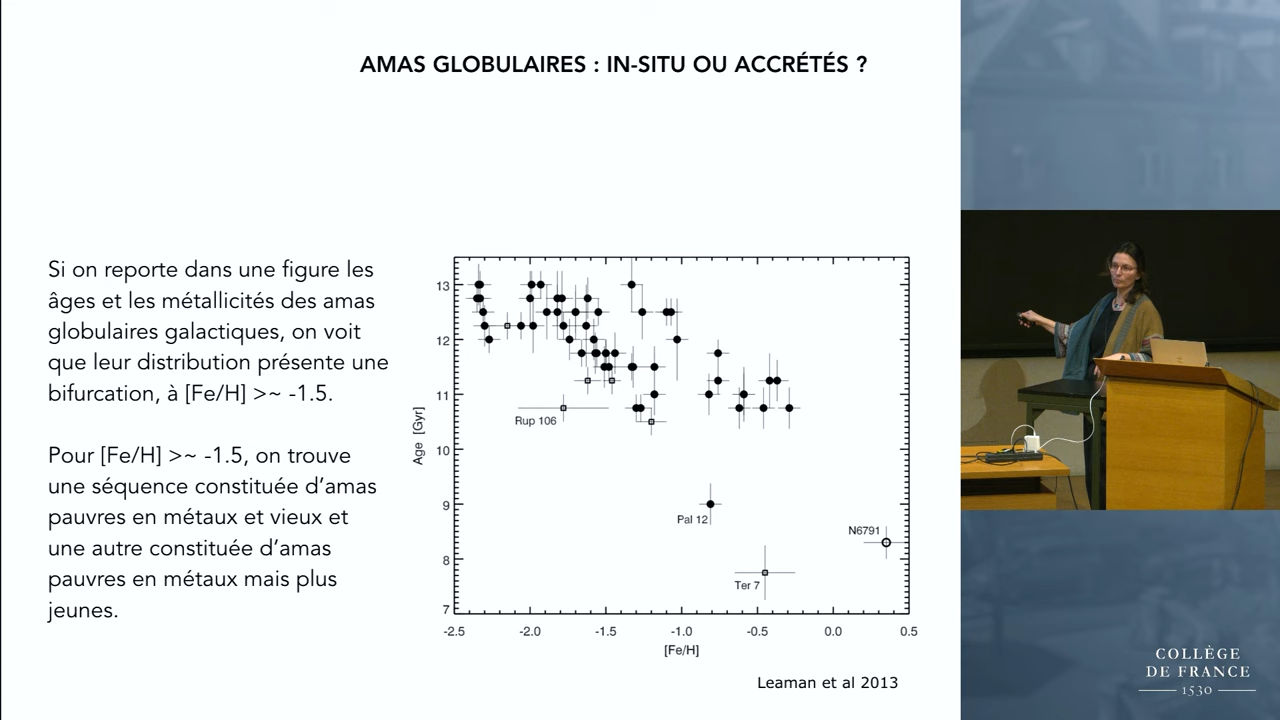 AMAS GLOBULAIRES : IN-SITU OU ACCRÉTÉS ?
Si on reporte dans une figure les
âges et les métallicités des amas
globulaires galactiques, on voit
que leur distribution présente une
bifurcation, à [Fe/H] >~ -1.5.
Pour [Fe/H] >~ -1.5, on trouve
une séquence constituée d'amas
pauvres en métaux et vieux et
une autre constituée d'amas
pauvres en métaux mais plus
jeunes.
Age [Gyr]
13
12
11
10
9
8
7
Rup 106
Pal 12
N6791
Ter 7
-2.5 -2.0 -1.5 -1.0 -0.5 0.0 0.5
[Fe/H]
Leaman et al 2013
COLLÈGE
DE FRANCE
1530